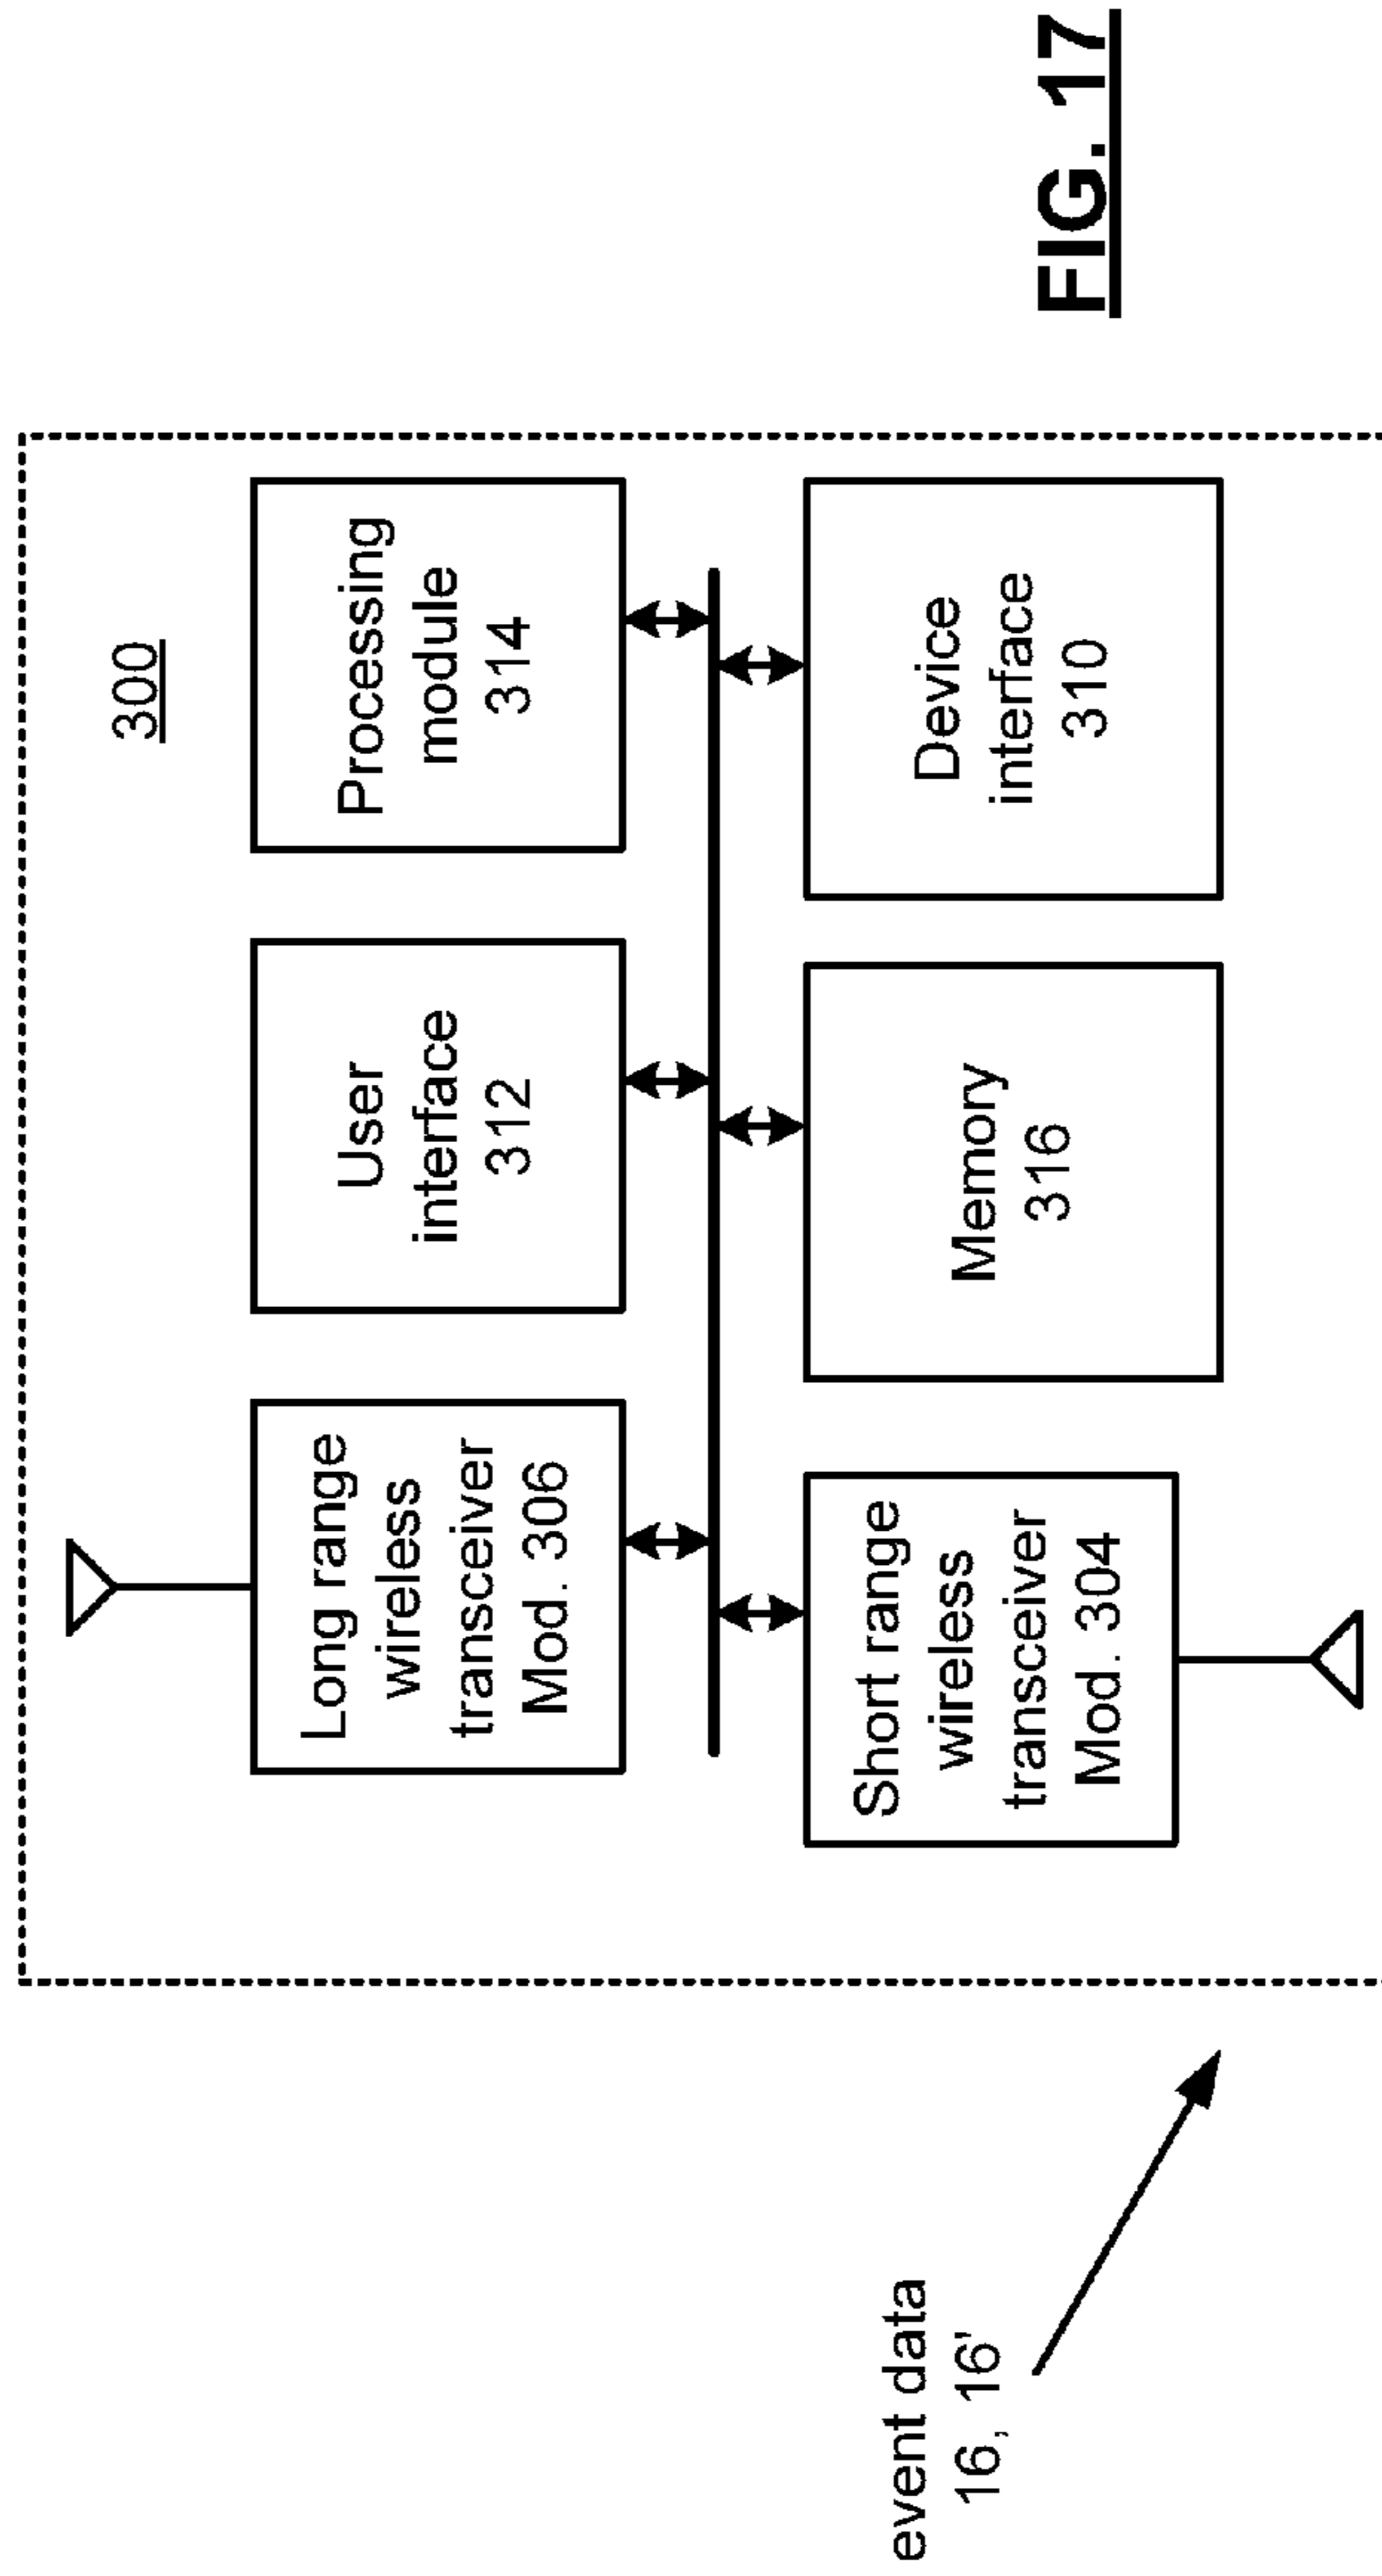 300
Long range
wireless
transceiver
Mod. 306
User
interface
312
Processing
module
314
Short range
wireless
transceiver
Mod. 304
Memory
316
Device
interface
310
event data
16, 16'
FIG. 17